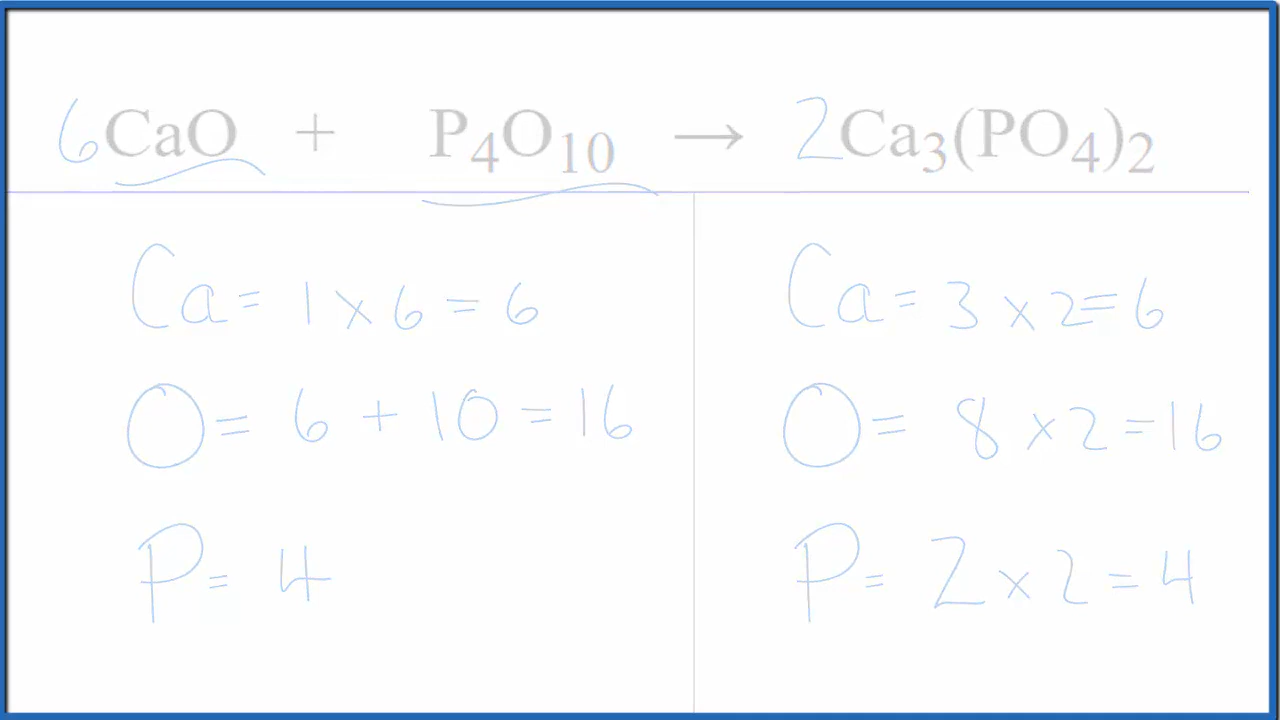 6CaO + P₄O₁₀ → 2Ca₃(PO₄)₂
Ca = 1 x 6 = 6
O = 6 + 10 = 16
P = 4
Ca = 3 x 2 = 6
O = 8 x 2 = 16
P = 2 x 2 = 4